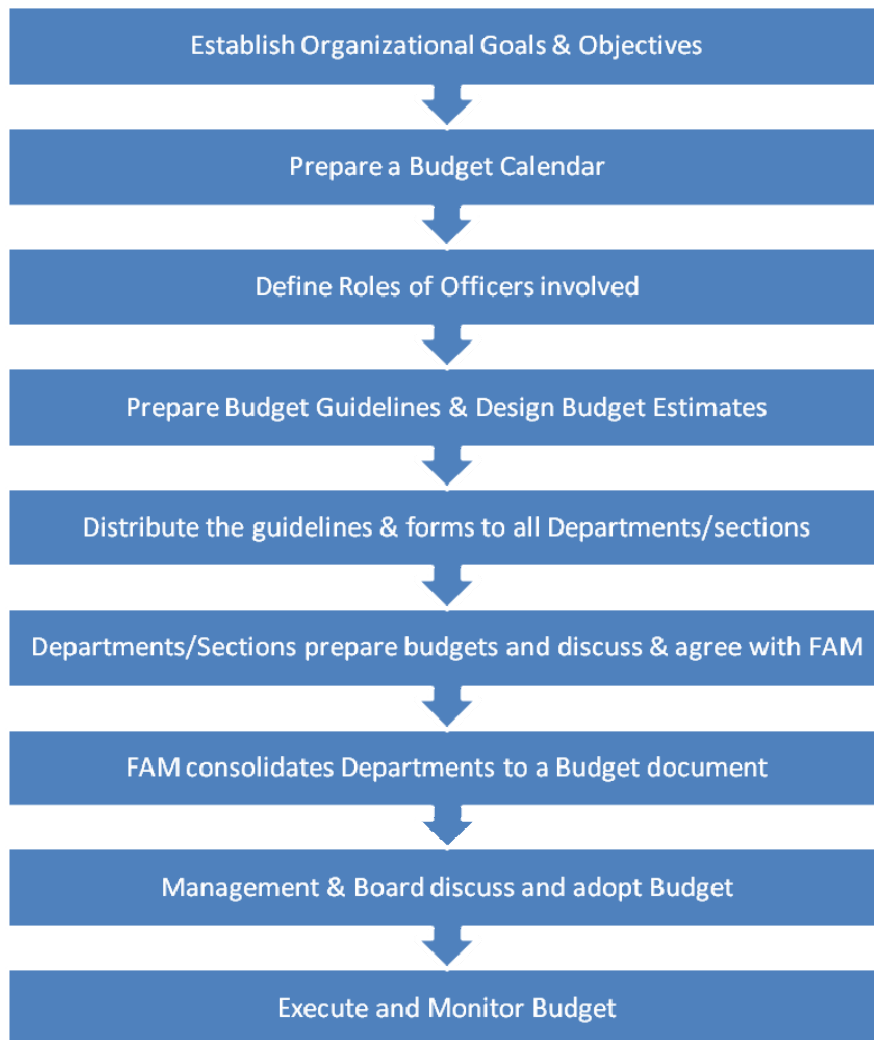 Establish Organizational Goals & Objectives
Prepare a Budget Calendar
Define Roles of Officers involved
Prepare Budget Guidelines & Design Budget Estimates
Distribute the guidelines & forms to all Departments/sections
Departments/Sections prepare budgets and discuss & agree with FAM
FAM consolidates Departments to a Budget document
Management & Board discuss and adopt Budget
Execute and Monitor Budget